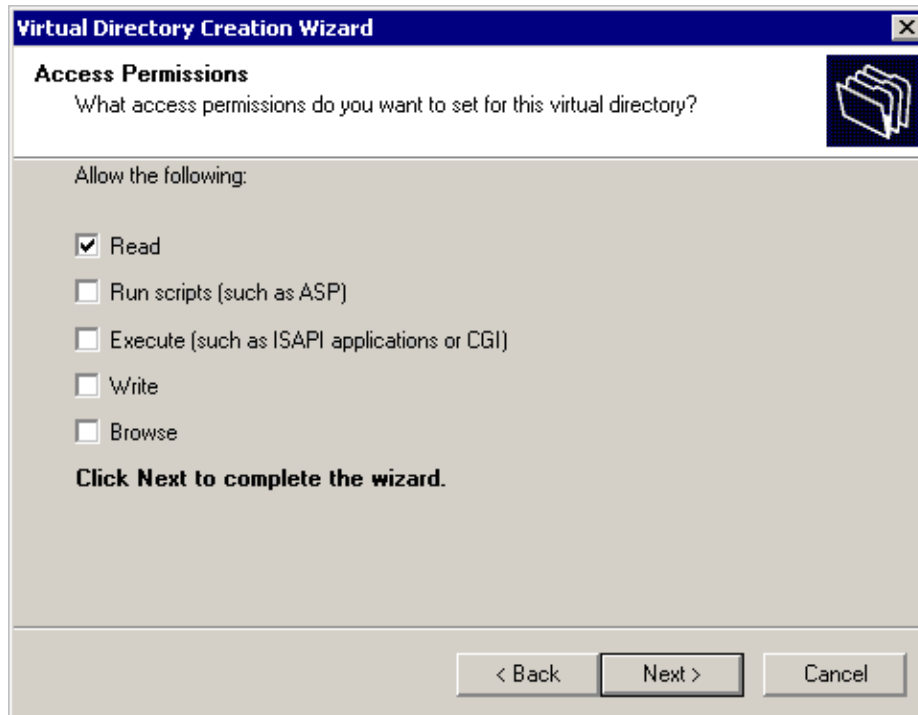 Virtual Directory Creation Wizard
Access Permissions
What access permissions do you want to set for this virtual directory?
Allow the following:
Read
Run scripts (such as ASP)
Execute (such as ISAPI applications or CGI)
Write
Browse
Click Next to complete the wizard.
< Back Next > Cancel